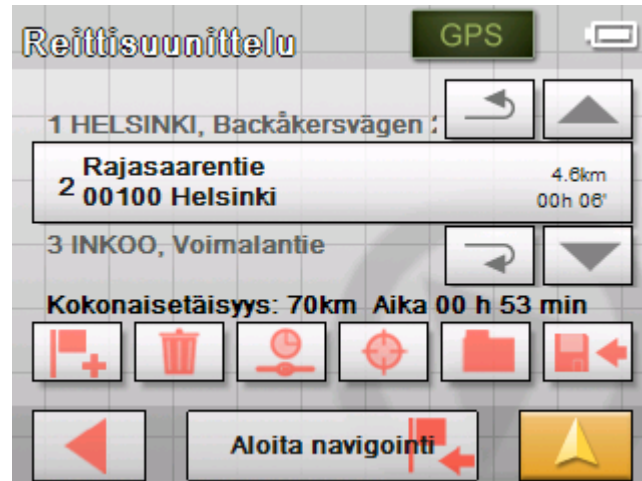 Reittisuunittelu
GPS
1 HELSINKI, Backåkersvägen
2 Rajasaarentie
00100 Helsinki
4.6km
00h 06'
3 INKOO, Voimalantie
Kokonaisetäisyys: 70km Aika 00 h 53 min
Aloita navigointi